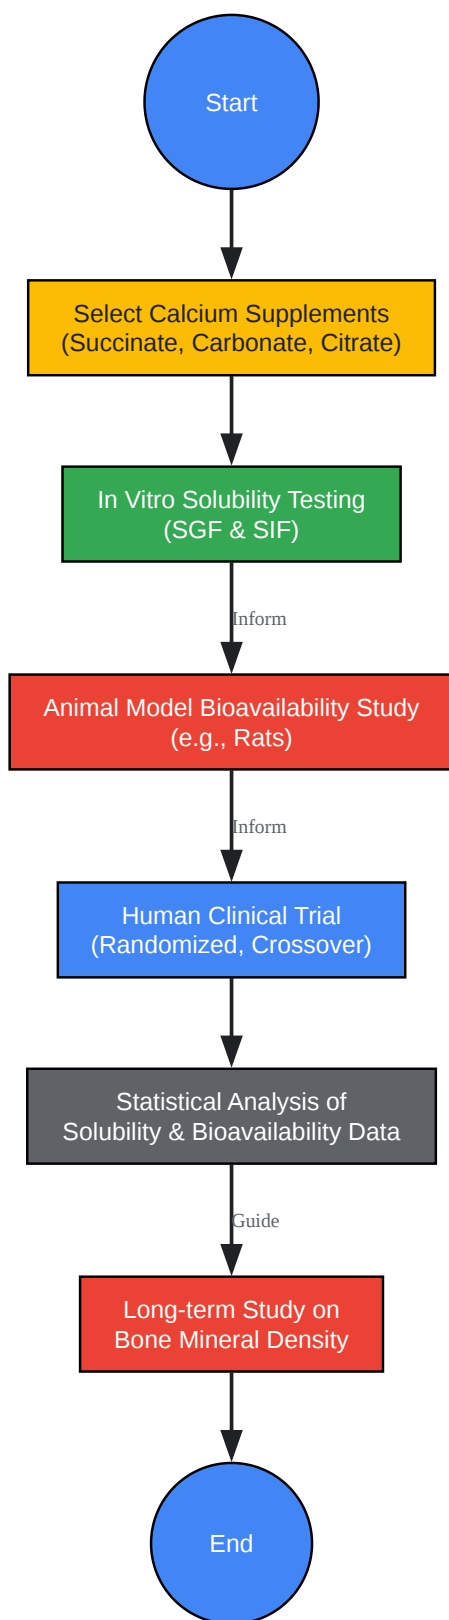 Start
Select Calcium Supplements
(Succinate, Carbonate, Citrate)
In Vitro Solubility Testing
(SGF & SIF)
Inform
Animal Model Bioavailability Study
(e.g., Rats)
Inform
Human Clinical Trial
(Randomized, Crossover)
Statistical Analysis of
Solubility & Bioavailability Data
Guide
Long-term Study on
Bone Mineral Density
End